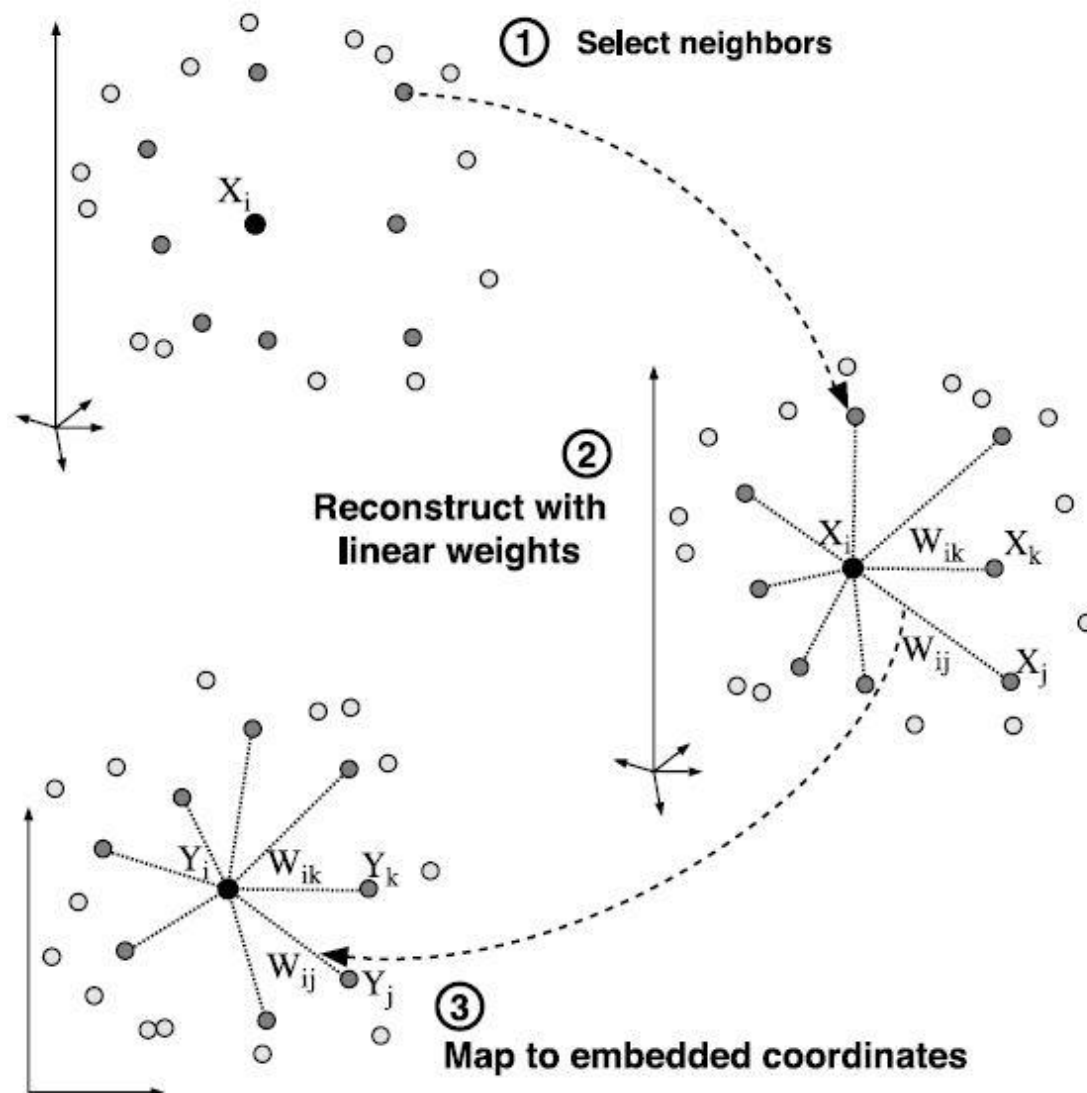 ① Select neighbors
X_i
②
Reconstruct with
linear weights
X_i
W_ik
X_k
W_ij
X_j
Y_i
W_ik
Y_k
W_ij
Y_j
③
Map to embedded coordinates